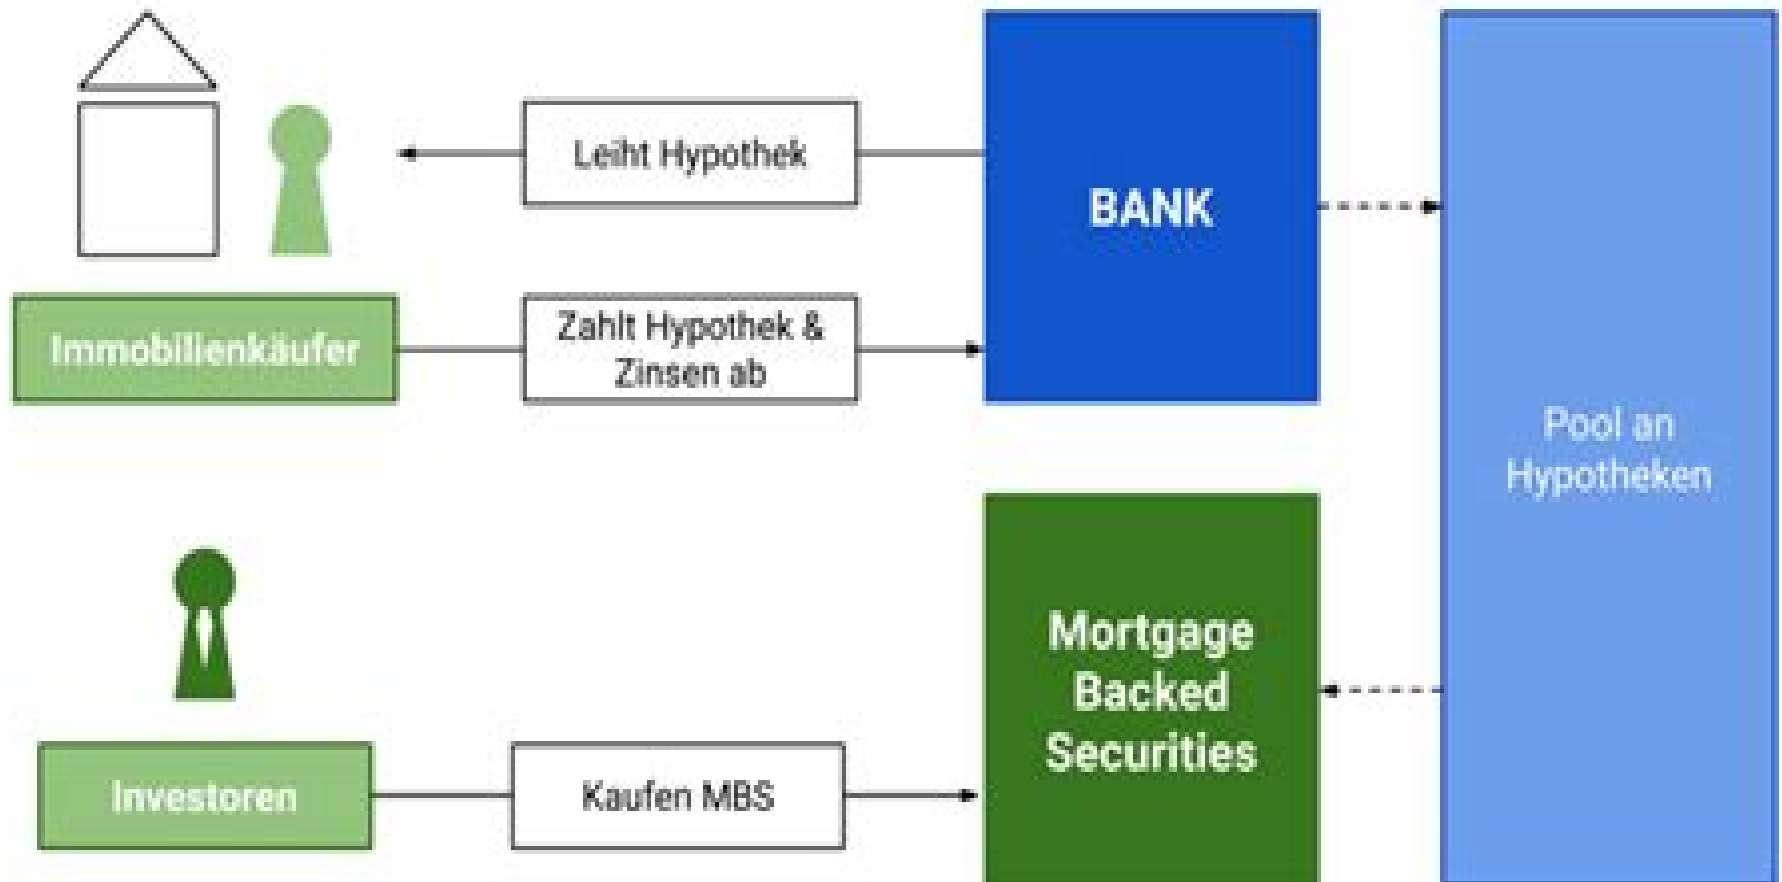 Leiht Hypothek
BANK
Immobilienkäufer
Zahlt Hypothek &
Zinsen ab
Pool an
Hypotheken
Mortgage
Backed
Securities
Investoren
Kaufen MBS